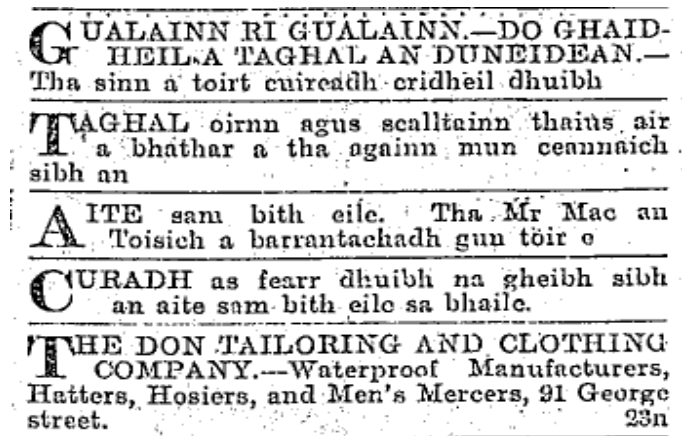 GUALAINN RI GUALAINN.—DO GHAID-
HEIL A TAGHAL AN DUNEIDEAN.—
Tha sinn a toirt cuireadh cridheil dhuibh
TAGHAL oirnn agus sealltainn thairis air
a bhathar a tha againn mun ceannaich
sibh an
AITE sam bith eile. Tha Mr Mac an
Toisich a barrantachadh gun toir e
CURADH as fearr dhuibh na gheibh sibh
an aite sam bith eile sa bhaile.
THE DON TAILORING AND CLOTHING
COMPANY.—Waterproof Manufacturers,
Hatters, Hosiers, and Men's Mercers, 91 George
street. 23n